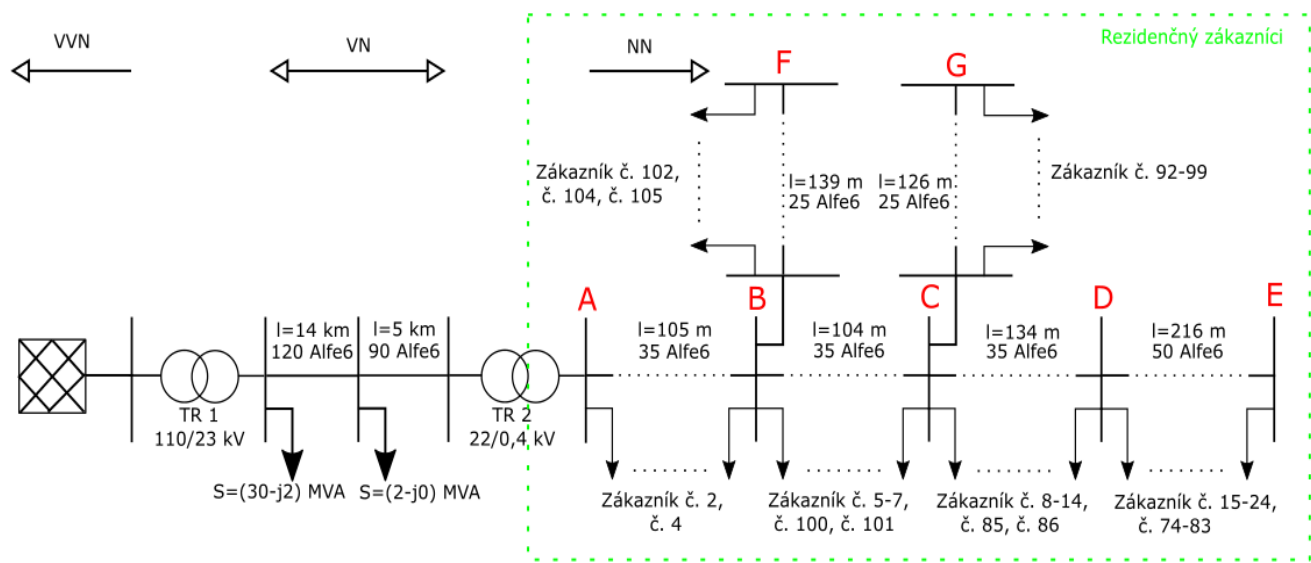 VVN
VN
NN
Rezidenčný zákazníci
F
G
Zákazník č. 102,
č. 104, č. 105
l=139 m
25 Alfe6
l=126 m
25 Alfe6
Zákazník č. 92-99
A
B
C
D
E
l=14 km
120 Alfe6
l=5 km
90 Alfe6
l=105 m
35 Alfe6
l=104 m
35 Alfe6
l=134 m
35 Alfe6
l=216 m
50 Alfe6
TR 1
110/23 kV
TR 2
22/0,4 kV
S=(30-j2) MVA
S=(2-j0) MVA
Zákazník č. 2,
č. 4
Zákazník č. 5-7,
č. 100, č. 101
Zákazník č. 8-14,
č. 85, č. 86
Zákazník č. 15-24,
č. 74-83